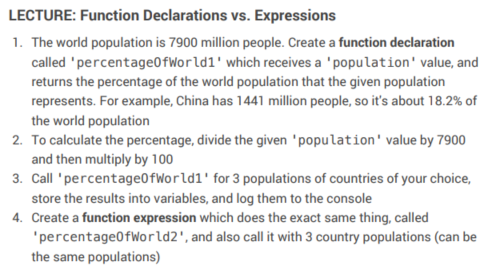 LECTURE: Function Declarations vs. Expressions
1. The world population is 7900 million people. Create a function declaration
called 'percentageOfWorld1' which receives a 'population' value, and
returns the percentage of the world population that the given population
represents. For example, China has 1441 million people, so it's about 18.2% of
the world population
2. To calculate the percentage, divide the given 'population' value by 7900
and then multiply by 100
3. Call 'percentageOfWorld1' for 3 populations of countries of your choice,
store the results into variables, and log them to the console
4. Create a function expression which does the exact same thing, called
'percentageOfWorld2', and also call it with 3 country populations (can be
the same populations)